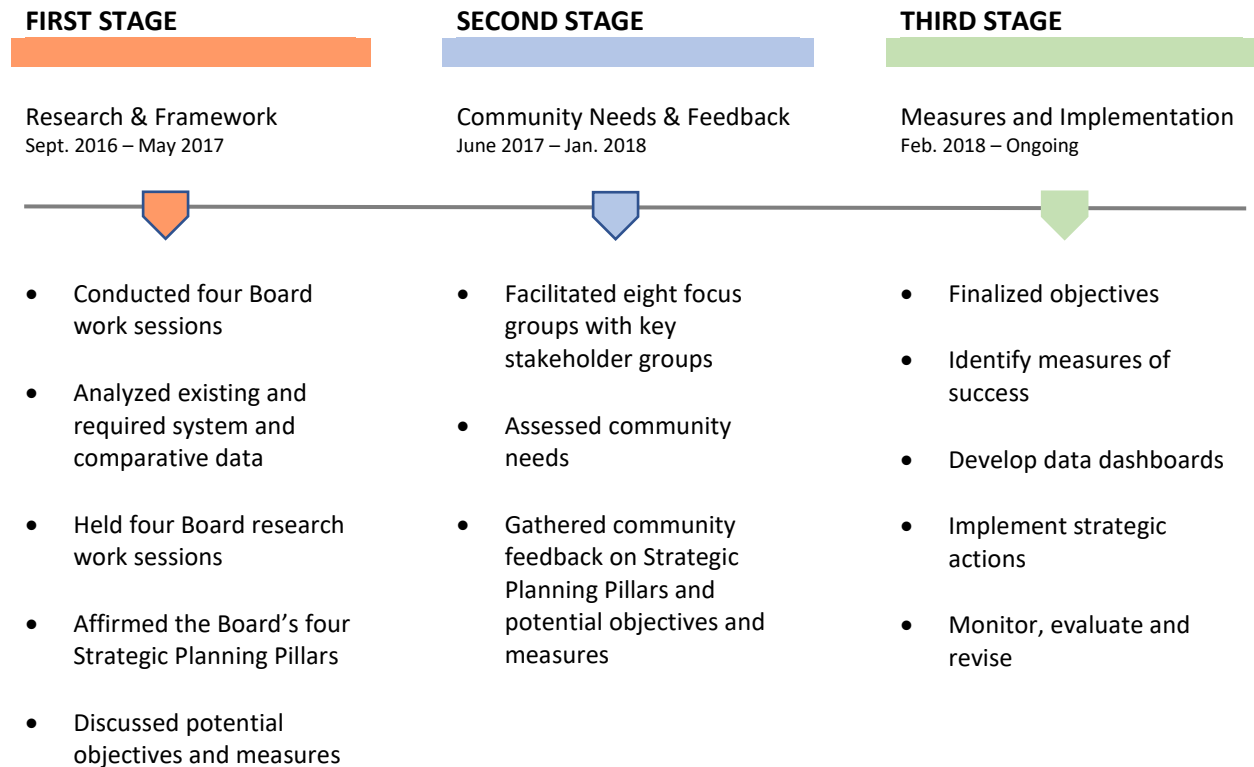 FIRST STAGE
Research & Framework
Sept. 2016 – May 2017
• Conducted four Board
work sessions
• Analyzed existing and
required system and
comparative data
• Held four Board research
work sessions
• Affirmed the Board’s four
Strategic Planning Pillars
• Discussed potential
objectives and measures
SECOND STAGE
Community Needs & Feedback
June 2017 – Jan. 2018
• Facilitated eight focus
groups with key
stakeholder groups
• Assessed community
needs
• Gathered community
feedback on Strategic
Planning Pillars and
potential objectives and
measures
THIRD STAGE
Measures and Implementation
Feb. 2018 – Ongoing
• Finalized objectives
• Identify measures of
success
• Develop data dashboards
• Implement strategic
actions
• Monitor, evaluate and
revise